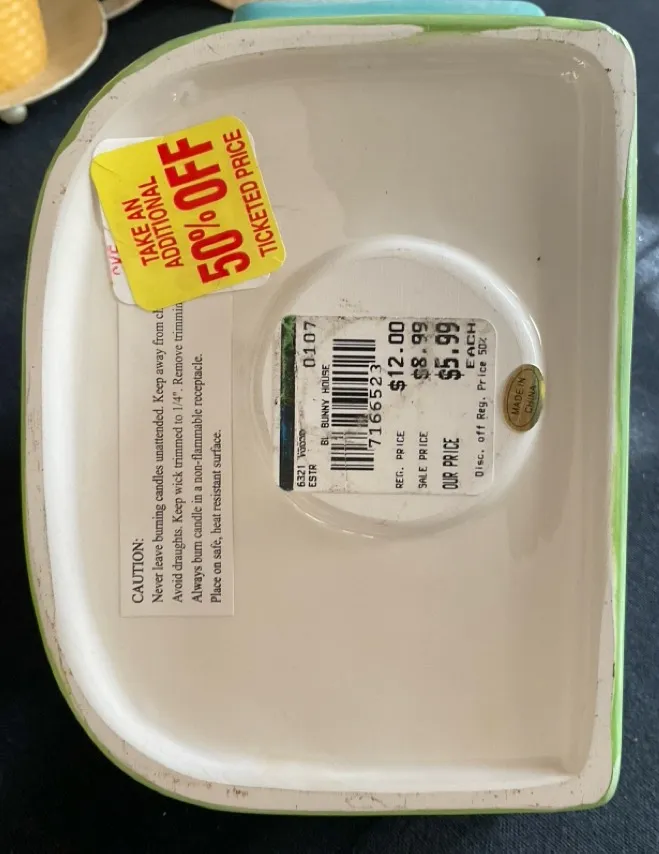 TAKE AN
ADDITIONAL
50% OFF
TICKETED PRICE
CAUTION:
Never leave burning candles unattended. Keep away from
Avoid draughts. Keep wick trimmed to 1/4". Remove
Always burn candle in a non-flammable receptacle.
Place on safe, heat resistant surface.
6321
ESTR 0107
BL BUNNY HOUSE
7166523
REG. PRICE $12.00
SALE PRICE $8.99
OUR PRICE $5.99
EACH
Disc. off Reg. Price 50%
MADE IN
CHINA